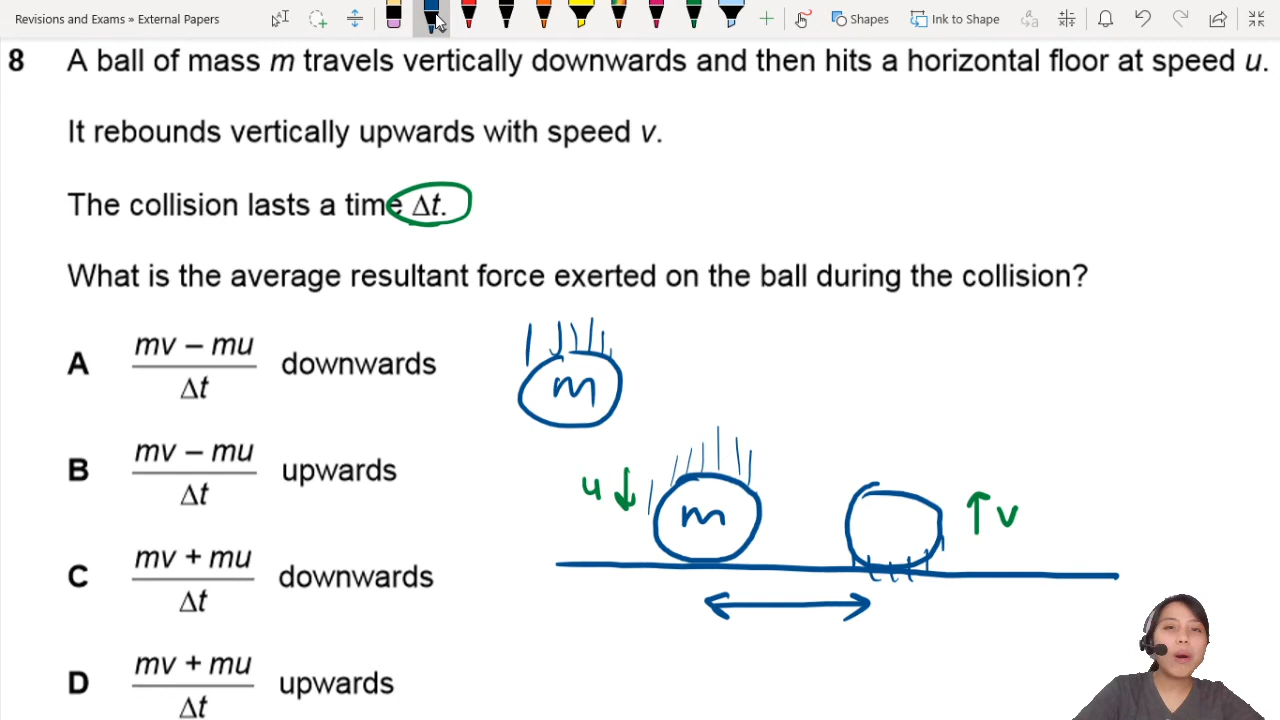 Revisions and Exams » External Papers
Shapes
Ink to Shape
8 A ball of mass m travels vertically downwards and then hits a horizontal floor at speed u.
It rebounds vertically upwards with speed v.
The collision lasts a time Δt.
What is the average resultant force exerted on the ball during the collision?
A mv – mu / Δt downwards
B mv – mu / Δt upwards
C mv + mu / Δt downwards
D mv + mu / Δt upwards
m
u
m
v